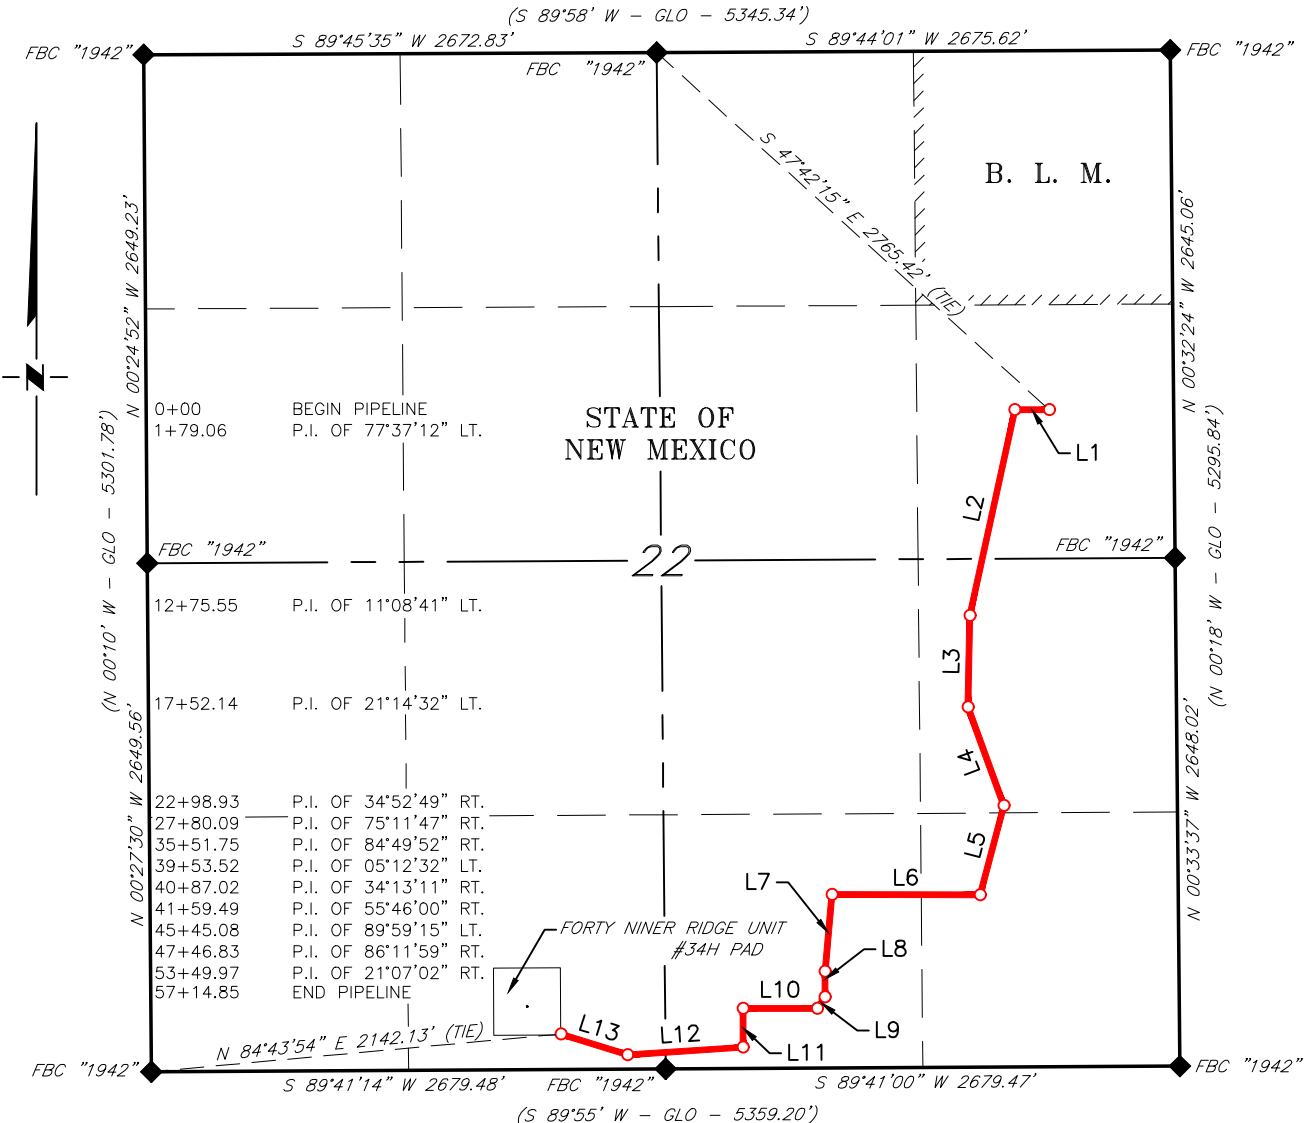 (S 89°58' W – GLO – 5345.34')
S 89°45'35" W 2672.83'
S 89°44'01" W 2675.62'
FBC "1942"
FBC "1942"
FBC "1942"
S 47°42'15" E 2765.42' (TIE)
B. L. M.
N 00°24'52" W 2649.23'
N 00°32'24" W 2645.06'
N
0+00 BEGIN PIPELINE
1+79.06 P.I. OF 77°37'12" LT.
STATE OF
NEW MEXICO
L1
L2
(N 00°10' W – GLO – 5301.78')
(N 00°18' W – GLO – 5295.84')
FBC "1942"
22
FBC "1942"
12+75.55 P.I. OF 11°08'41" LT.
L3
17+52.14 P.I. OF 21°14'32" LT.
N 00°27'30" W 2649.56'
N 00°33'37" W 2648.02'
L4
22+98.93 P.I. OF 34°52'49" RT.
27+80.09 P.I. OF 75°11'47" RT.
35+51.75 P.I. OF 84°49'52" RT.
39+53.52 P.I. OF 05°12'32" LT.
40+87.02 P.I. OF 34°13'11" RT.
41+59.49 P.I. OF 55°46'00" RT.
45+45.08 P.I. OF 89°59'15" LT.
47+46.83 P.I. OF 86°11'59" RT.
53+49.97 P.I. OF 21°07'02" RT.
57+14.85 END PIPELINE
L5
L6
L7
FORTY NINER RIDGE UNIT
#34H PAD
L8
L10
L9
L13
L12
L11
N 84°43'54" E 2142.13' (TIE)
FBC "1942"
S 89°41'14" W 2679.48'
FBC "1942"
S 89°41'00" W 2679.47'
FBC "1942"
(S 89°55' W – GLO – 5359.20')